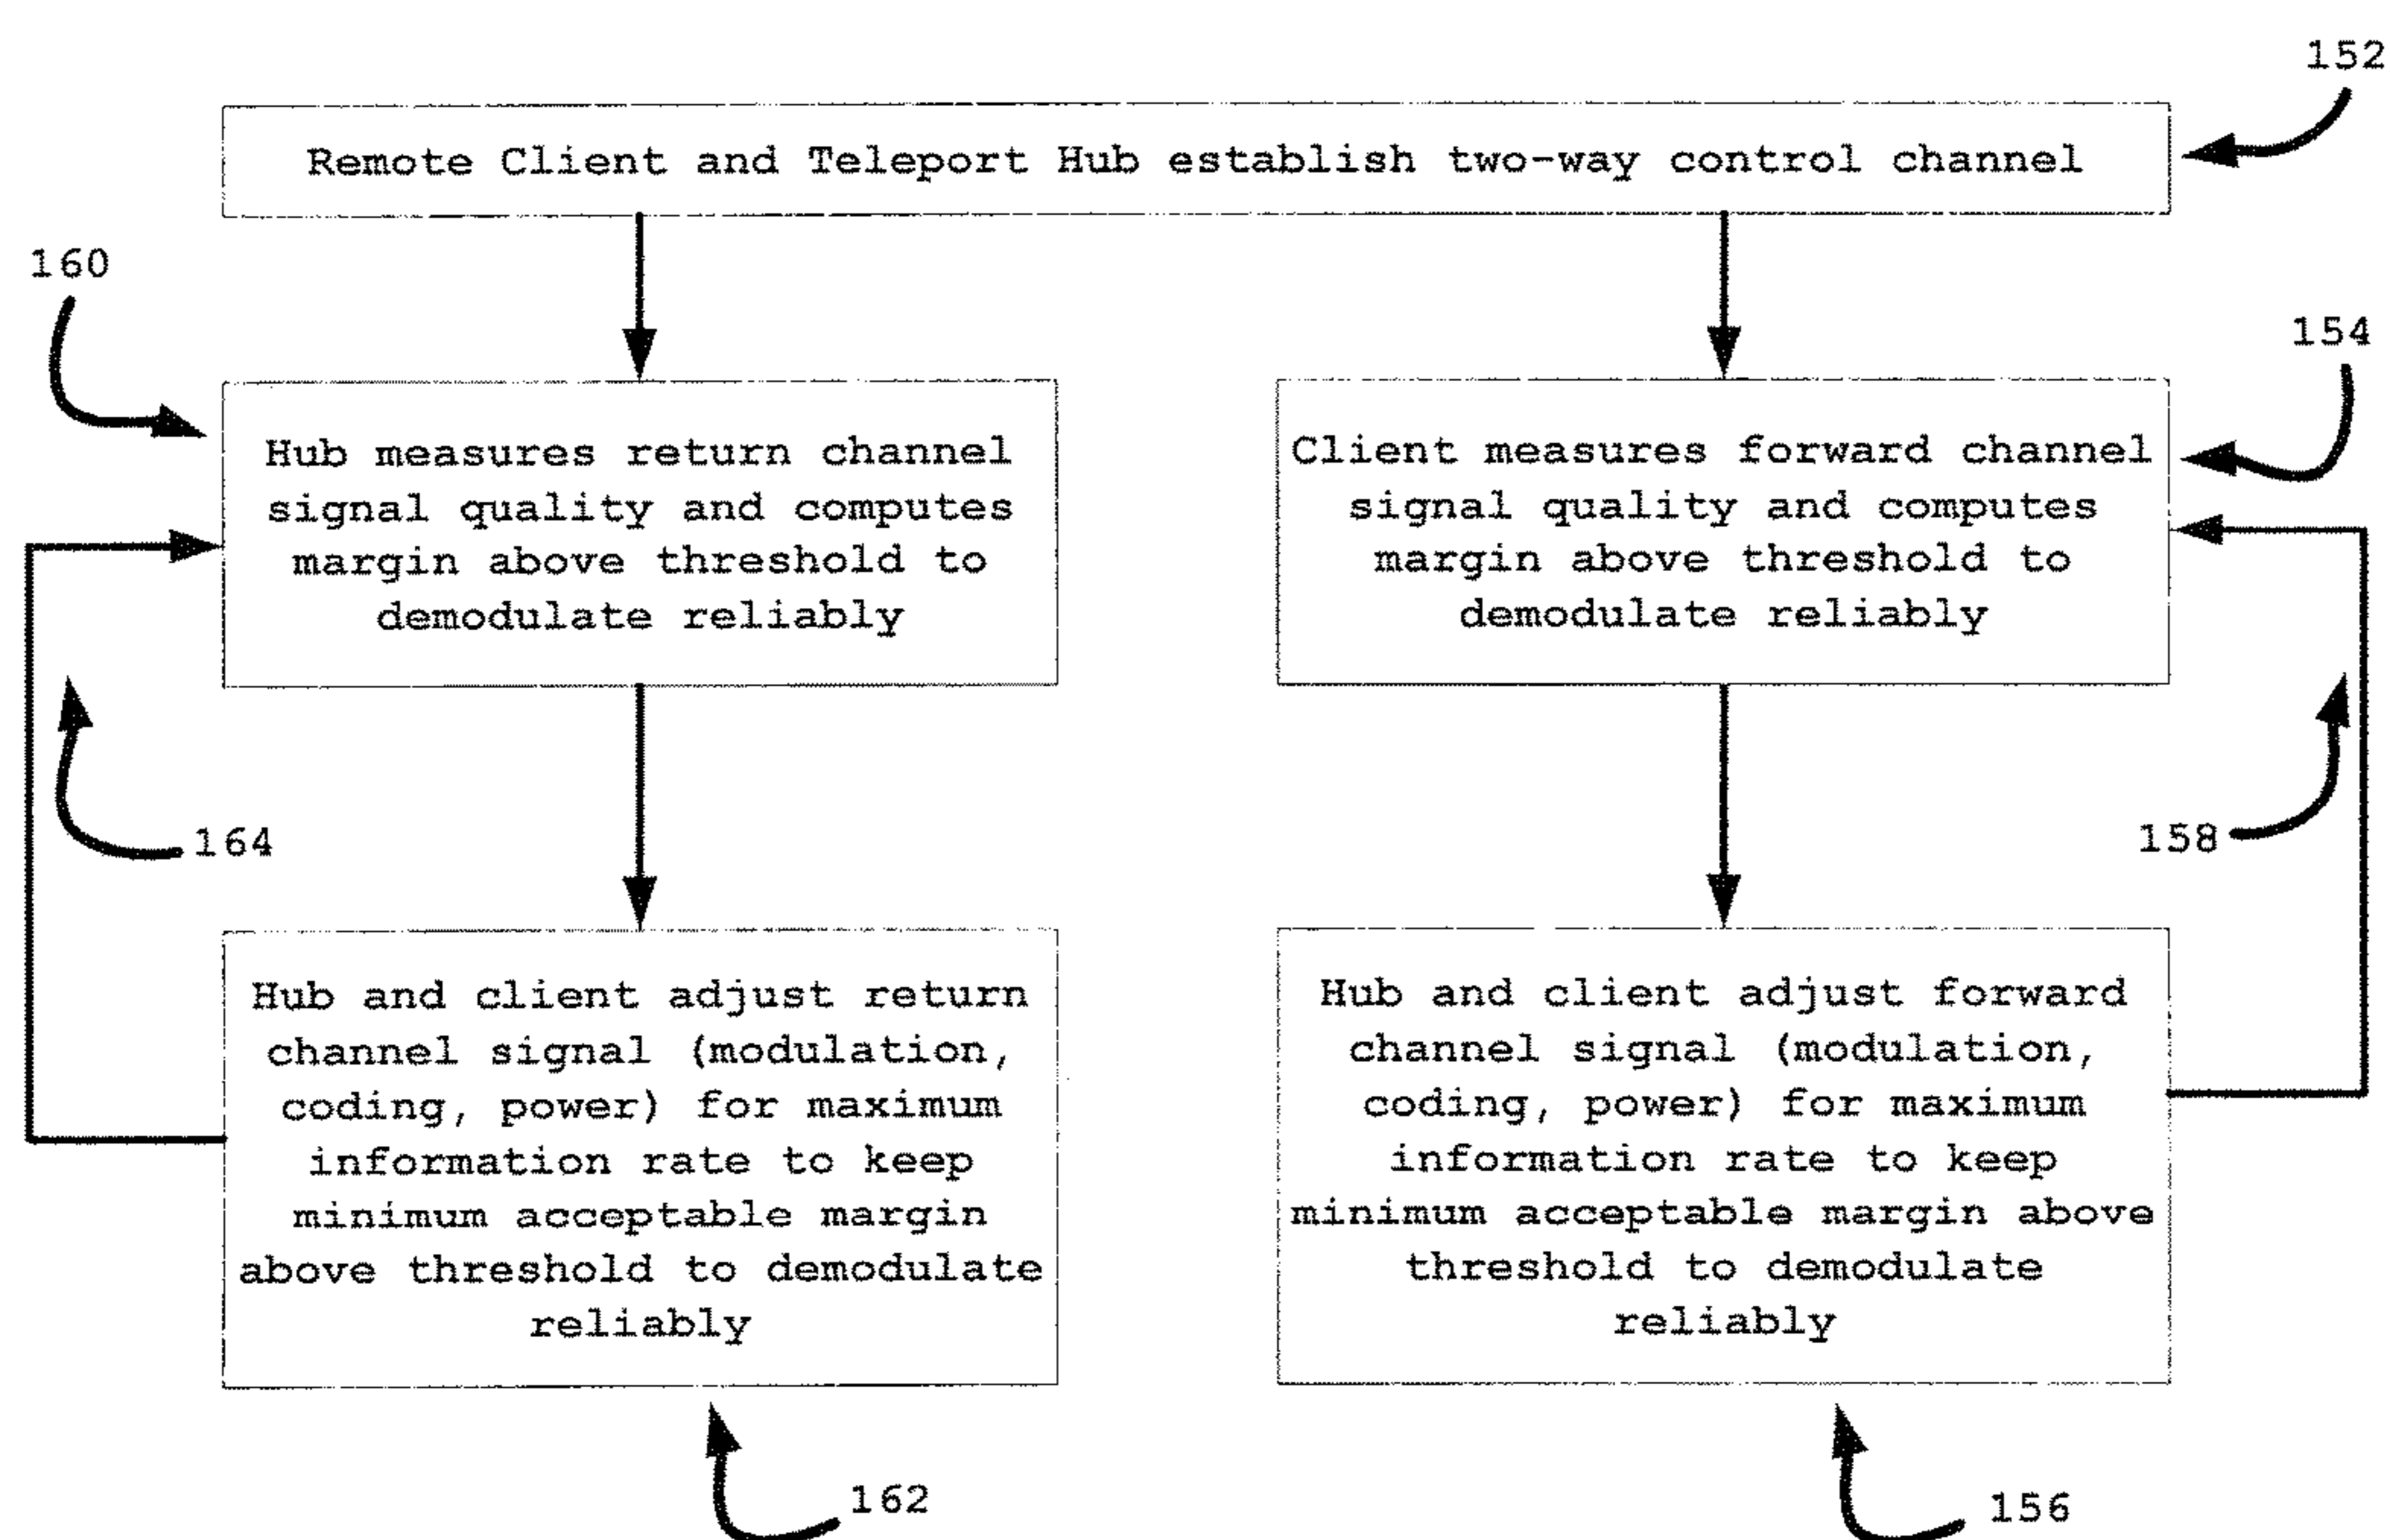 152
Remote Client and Teleport Hub establish two-way control channel
160
154
Hub measures return channel
signal quality and computes
margin above threshold to
demodulate reliably
Client measures forward channel
signal quality and computes
margin above threshold to
demodulate reliably
164
158
Hub and client adjust return
channel signal (modulation,
coding, power) for maximum
information rate to keep
minimum acceptable margin
above threshold to demodulate
reliably
Hub and client adjust forward
channel signal (modulation,
coding, power) for maximum
information rate to keep
minimum acceptable margin above
threshold to demodulate
reliably
162
156